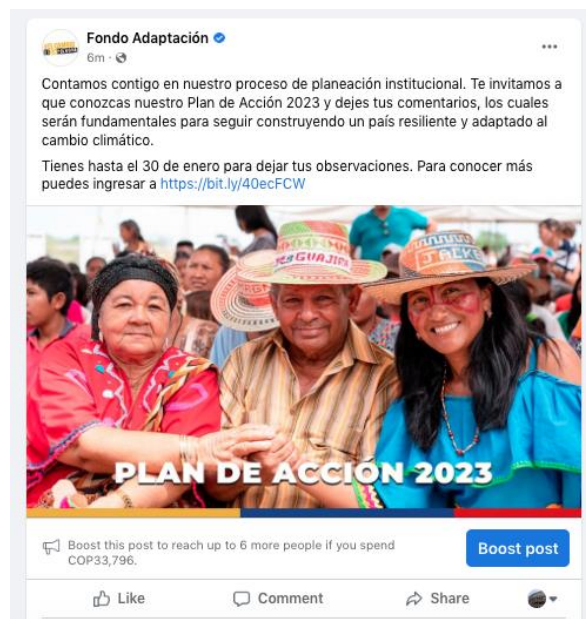 Fondo Adaptación
6m ·
Contamos contigo en nuestro proceso de planeación institucional. Te invitamos a
que conozcas nuestro Plan de Acción 2023 y dejes tus comentarios, los cuales
serán fundamentales para seguir construyendo un país resiliente y adaptado al
cambio climático.
Tienes hasta el 30 de enero para dejar tus observaciones. Para conocer más
puedes ingresar a https://bit.ly/40ecFCW
GUAJIRA
JACKE
PLAN DE ACCIÓN 2023
Boost this post to reach up to 6 more people if you spend
COP33,796.
Boost post
Like Comment Share